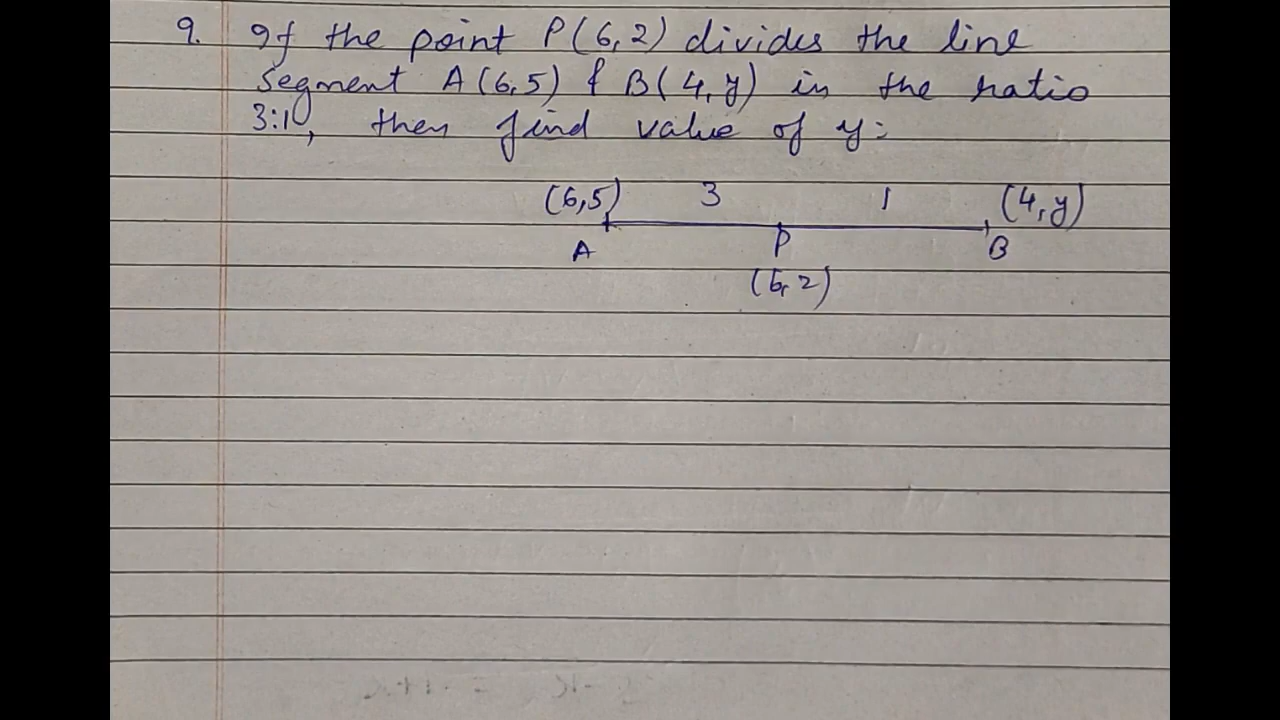 9. If the point P(6,2) divides the line
segment A(6,5) & B(4,y) in the ratio
3:1, then find value of y:
(6,5) 3 1 (4,y)
A P B
(6,2)